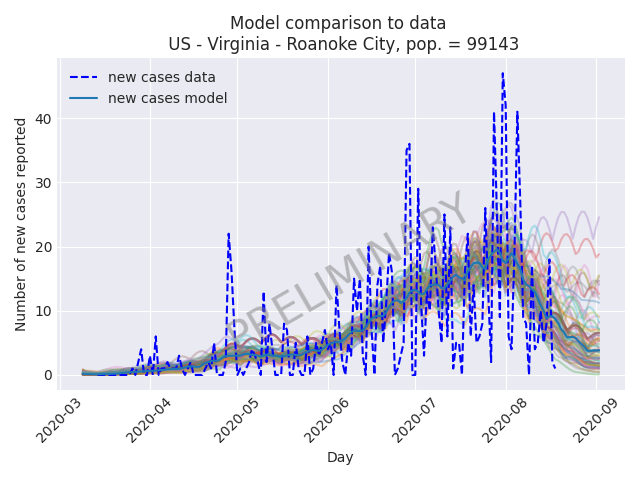 Model comparison to data
US - Virginia - Roanoke City, pop. = 99143
new cases data
new cases model
PRELIMINARY
Number of new cases reported
40
30
20
10
0
2020-03
2020-04
2020-05
2020-06
2020-07
2020-08
2020-09
Day